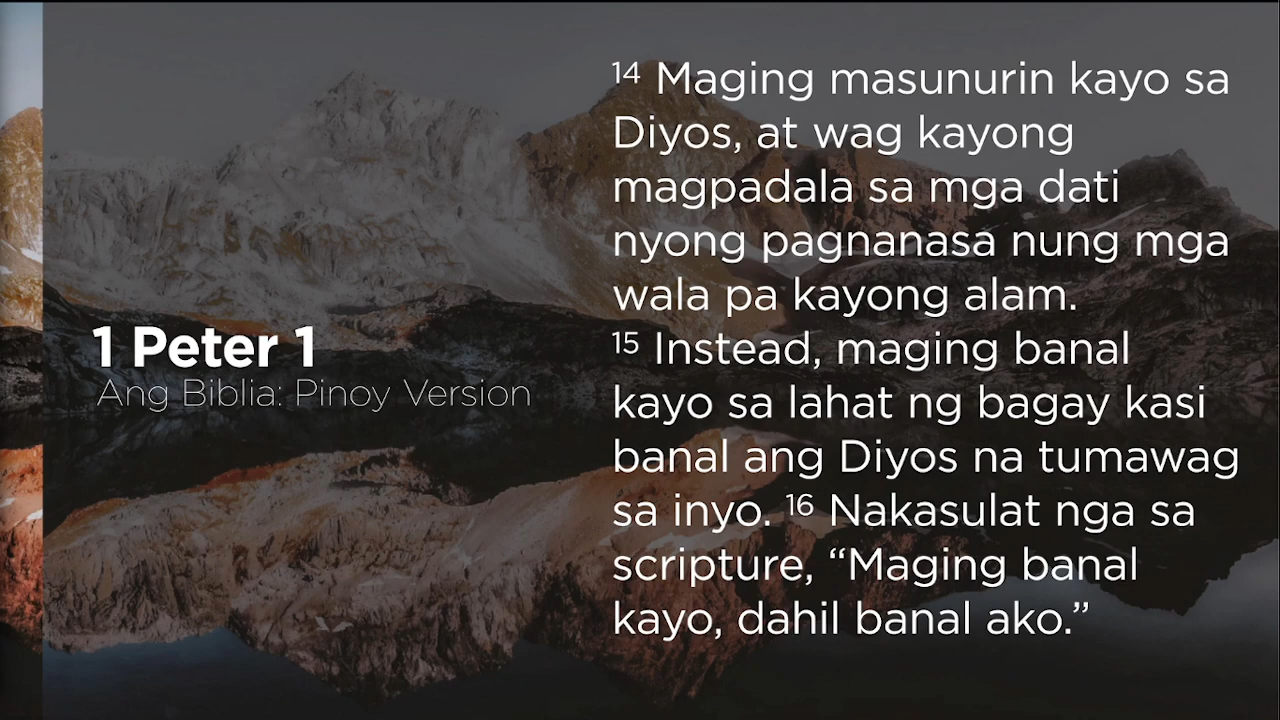 1 Peter 1
Ang Biblia: Pinoy Version
14 Maging masunurin kayo sa
Diyos, at wag kayong
magpadala sa mga dati
nyong pagnanasa nung mga
wala pa kayong alam.
15 Instead, maging banal
kayo sa lahat ng bagay kasi
banal ang Diyos na tumawag
sa inyo. 16 Nakasulat nga sa
scripture, “Maging banal
kayo, dahil banal ako.”